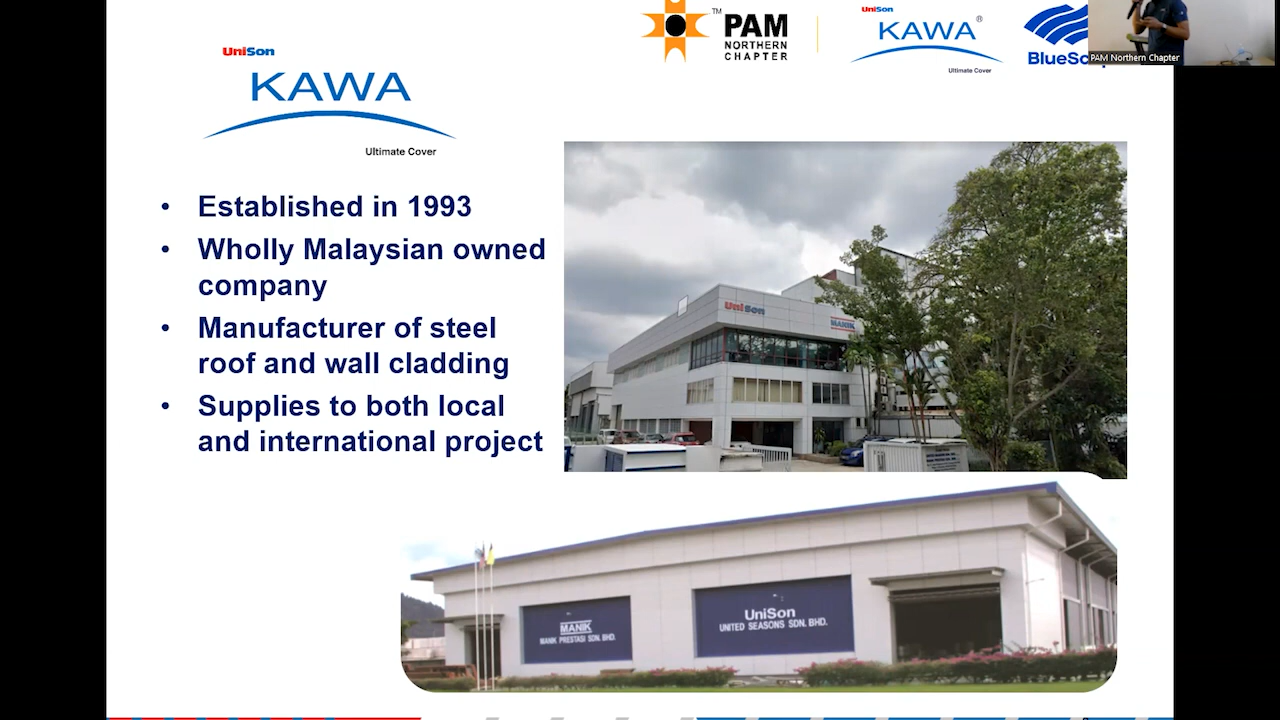 UniSon
KAWA
Ultimate Cover
TM
PAM
NORTHERN
CHAPTER
UniSon
KAWA®
Ultimate Cover
PAM Northern Chapter
• Established in 1993
• Wholly Malaysian owned
company
• Manufacturer of steel
roof and wall cladding
• Supplies to both local
and international project
UniSon
MANIK
MANIK
MANIK PRESTASI SDN. BHD.
UniSon
UNITED SEASONS SDN. BHD.